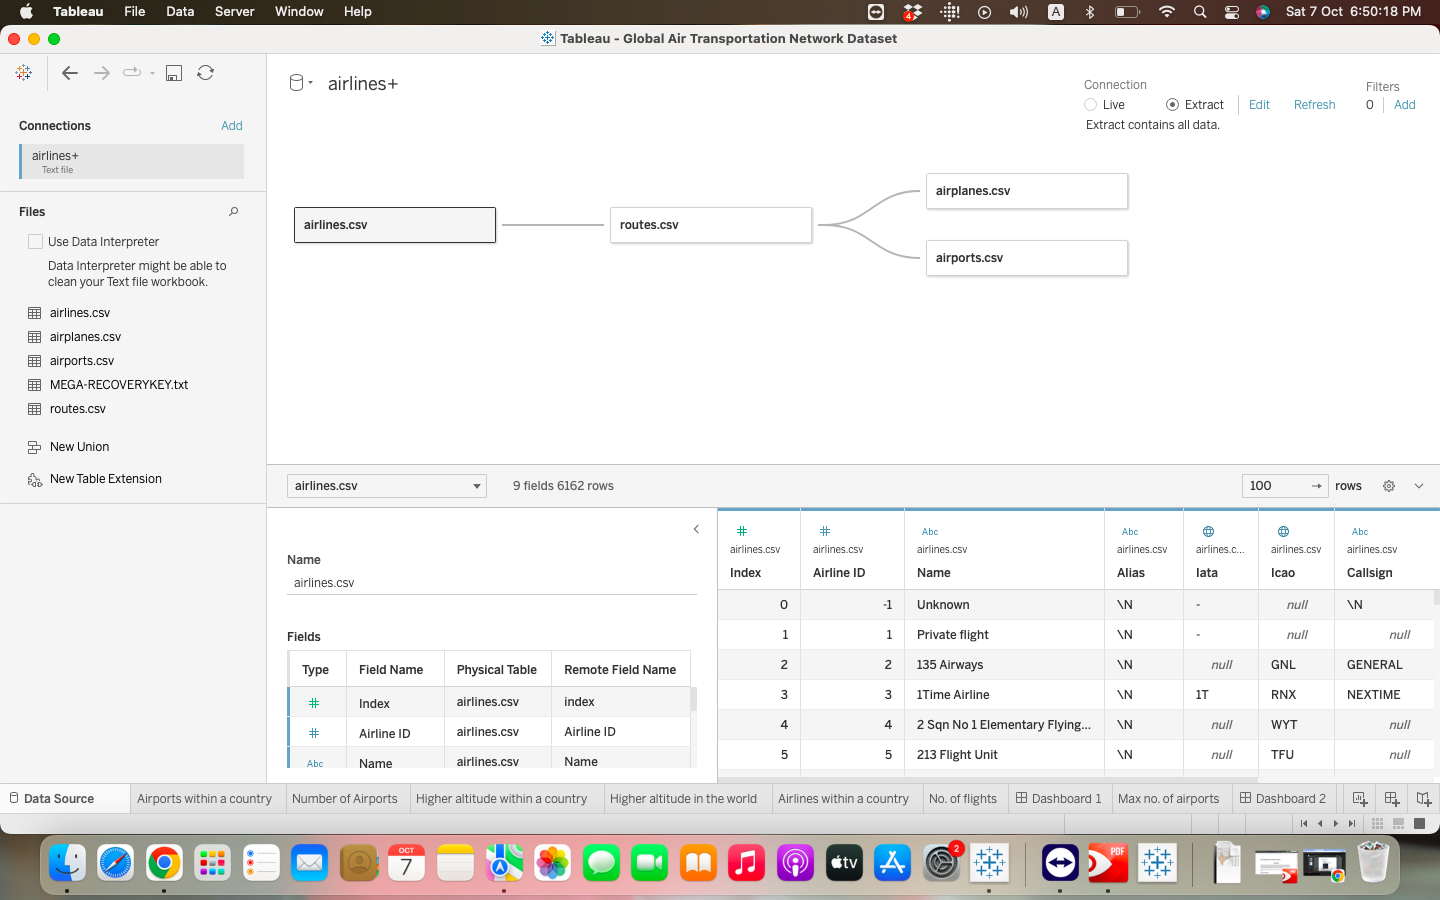 Tableau File Data Server Window Help
4 A Sat 7 Oct 6:50:18 PM
Tableau - Global Air Transportation Network Dataset
airlines+
Connection
Live Extract Edit Refresh
Extract contains all data.
Filters
0 Add
Connections Add
airlines+
Text file
Files
Use Data Interpreter
Data Interpreter might be able to
clean your Text file workbook.
airlines.csv
airplanes.csv
airports.csv
MEGA-RECOVERYKEY.txt
routes.csv
New Union
New Table Extension
airlines.csv
routes.csv
airplanes.csv
airports.csv
airlines.csv 9 fields 6162 rows 100 → rows
Name
airlines.csv
Fields
Type Field Name Physical Table Remote Field Name
# Index airlines.csv index
# Airline ID airlines.csv Airline ID
Abc Name airlines.csv Name
# # Abc Abc Abc
airlines.csv airlines.csv airlines.csv airlines.csv airlines.c... airlines.csv airlines.csv
Index Airline ID Name Alias Iata Icao Callsign
0 -1 Unknown \N - null \N
1 1 Private flight \N - null null
2 2 135 Airways \N null GNL GENERAL
3 3 1Time Airline \N 1T RNX NEXTIME
4 4 2 Sqn No 1 Elementary Flying... \N null WYT null
5 5 213 Flight Unit \N null TFU null
Data Source Airports within a country Number of Airports Higher altitude within a country Higher altitude in the world Airlines within a country No. of flights Dashboard 1 Max no. of airports Dashboard 2
OCT
7
tv
2
PDF